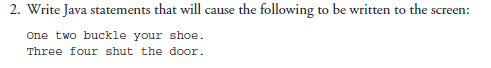 2. Write Java statements that will cause the following to be written to the screen:
One two buckle your shoe.
Three four shut the door.